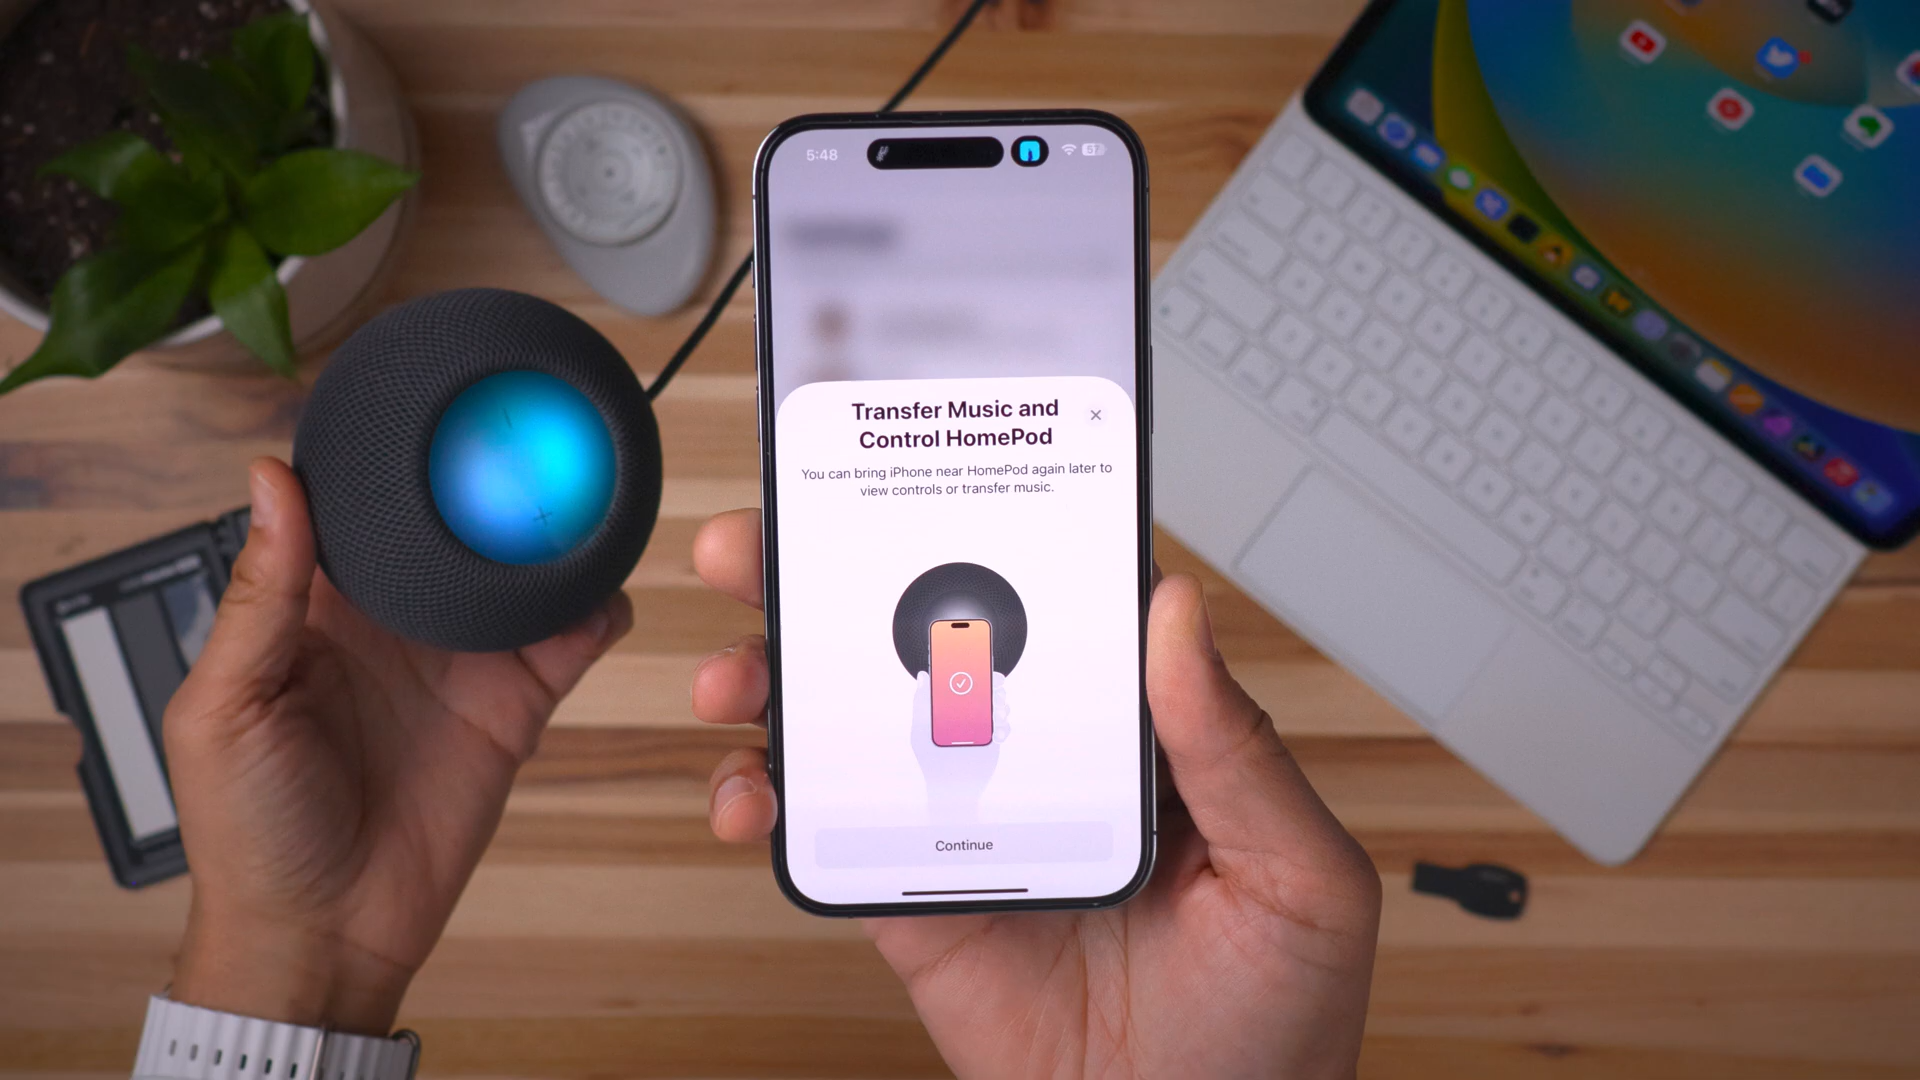 5:48
57
Transfer Music and
Control HomePod
You can bring iPhone near HomePod again later to
view controls or transfer music.
Continue